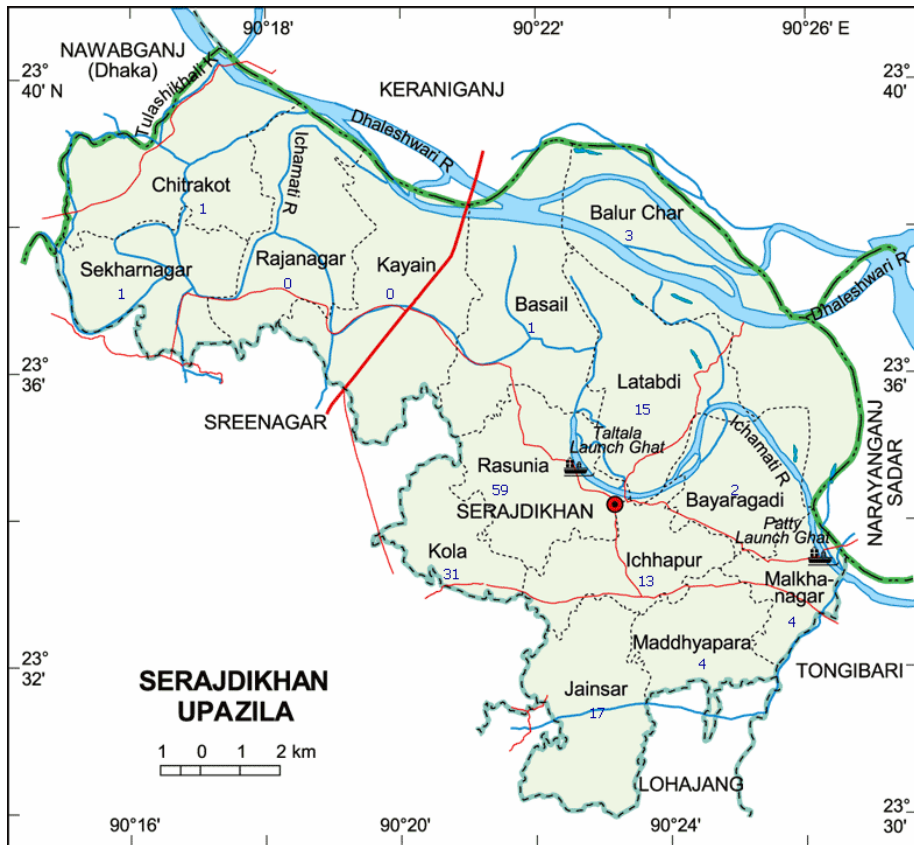 90°18'
90°22'
90°26' E
NAWABGANJ
(Dhaka)
23°
40' N
23°
40'
KERANIGANJ
Tulashikhali K
Dhaleshwari R
Ichamati R
Chitrakot
1
Balur Char
3
Sekharnagar
1
Rajanagar
0
Kayain
0
Dhaleshwari R
Basail
1
23°
36'
23°
36'
Latabdi
15
SREENAGAR
Taltala
Launch Ghat
Ichamati R
NARAYANGANJ
SADAR
Rasunia
59
2
Bayaragadi
SERAJDIKHAN
Patty
Launch Ghat
Kola
31
Ichhapur
13
Malkha-
nagar
4
Maddhyapara
4
23°
32'
TONGIBARI
SERAJDIKHAN
UPAZILA
Jainsar
17
1 0 1 2 km
LOHAJANG
23°
30'
90°16'
90°20'
90°24'